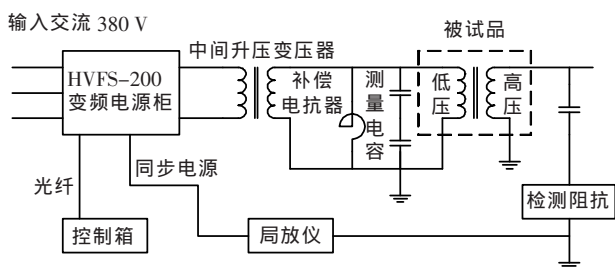 输入交流 380 V
HVFS-200
变频电源柜
中间升压变压器
补偿
电抗器
测量电容
被试品
低压
高压
光纤
同步电源
控制箱
局放仪
检测阻抗